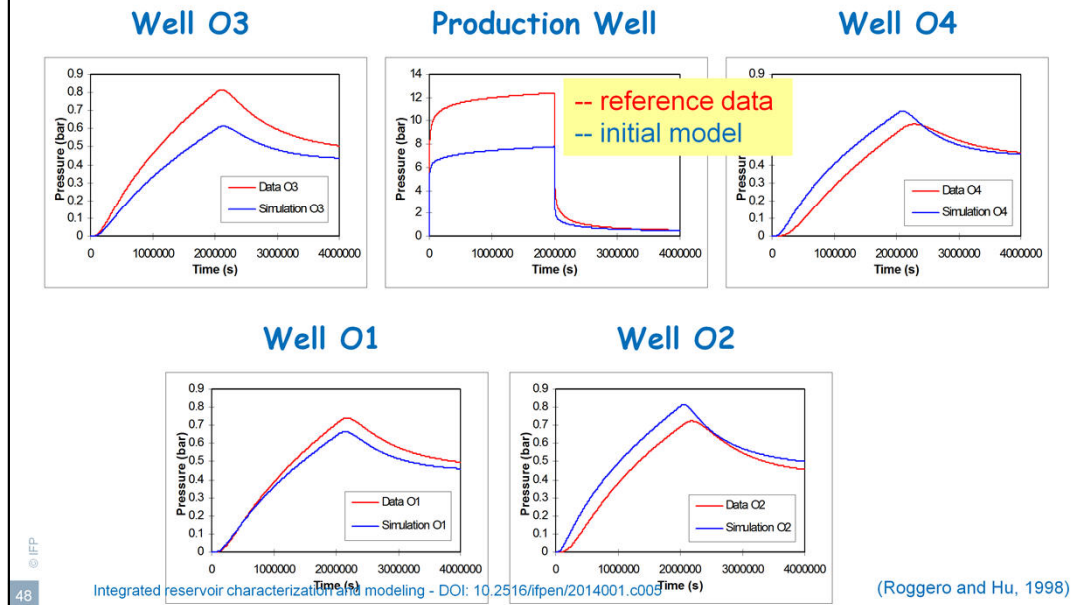 Well O3
Production Well
Well O4
0.9
0.8
0.7
0.6
0.5
0.4
0.3
0.2
0.1
0
0
1000000
2000000
3000000
4000000
Pressure (bar)
Time (s)
Data O3
Simulation O3
14
12
10
8
6
4
2
0
0
1000000
2000000
3000000
4000000
Pressure (bar)
Time (s)
-- reference data
-- initial model
0.9
0.4
0.3
0.2
0.1
0
0
1000000
2000000
3000000
4000000
Pressure (bar)
Time (s)
Data O4
Simulation O4
Well O1
Well O2
0.9
0.8
0.7
0.6
0.5
0.4
0.3
0.2
0.1
0
0
1000000
2000000
3000000
4000000
Pressure (bar)
Time (s)
Data O1
Simulation O1
0.9
0.8
0.7
0.6
0.5
0.4
0.3
0.2
0.1
0
0
1000000
2000000
3000000
4000000
Pressure (bar)
Time (s)
Data O2
Simulation O2
© IFP
48
Integrated reservoir characterization and modeling - DOI: 10.2516/ifpen/2014001.c005
(Roggero and Hu, 1998)